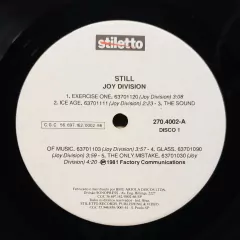 stiletto
STILL
JOY DIVISION
1. EXERCISE ONE, 63701120 (Joy Division) 3:08
2. ICE AGE, 63701111 (Joy Division) 2:23 - 3. THE SOUND
270.4002-A
DISCO 1
OF MUSIC, 63701103 (Joy Division) 3:57 - 4. GLASS, 63701090
(Joy Division) 3:59 - 5. THE ONLY MISTAKE, 63701030 (Joy
Division) 4:20 ℗ 1981 Factory Communications